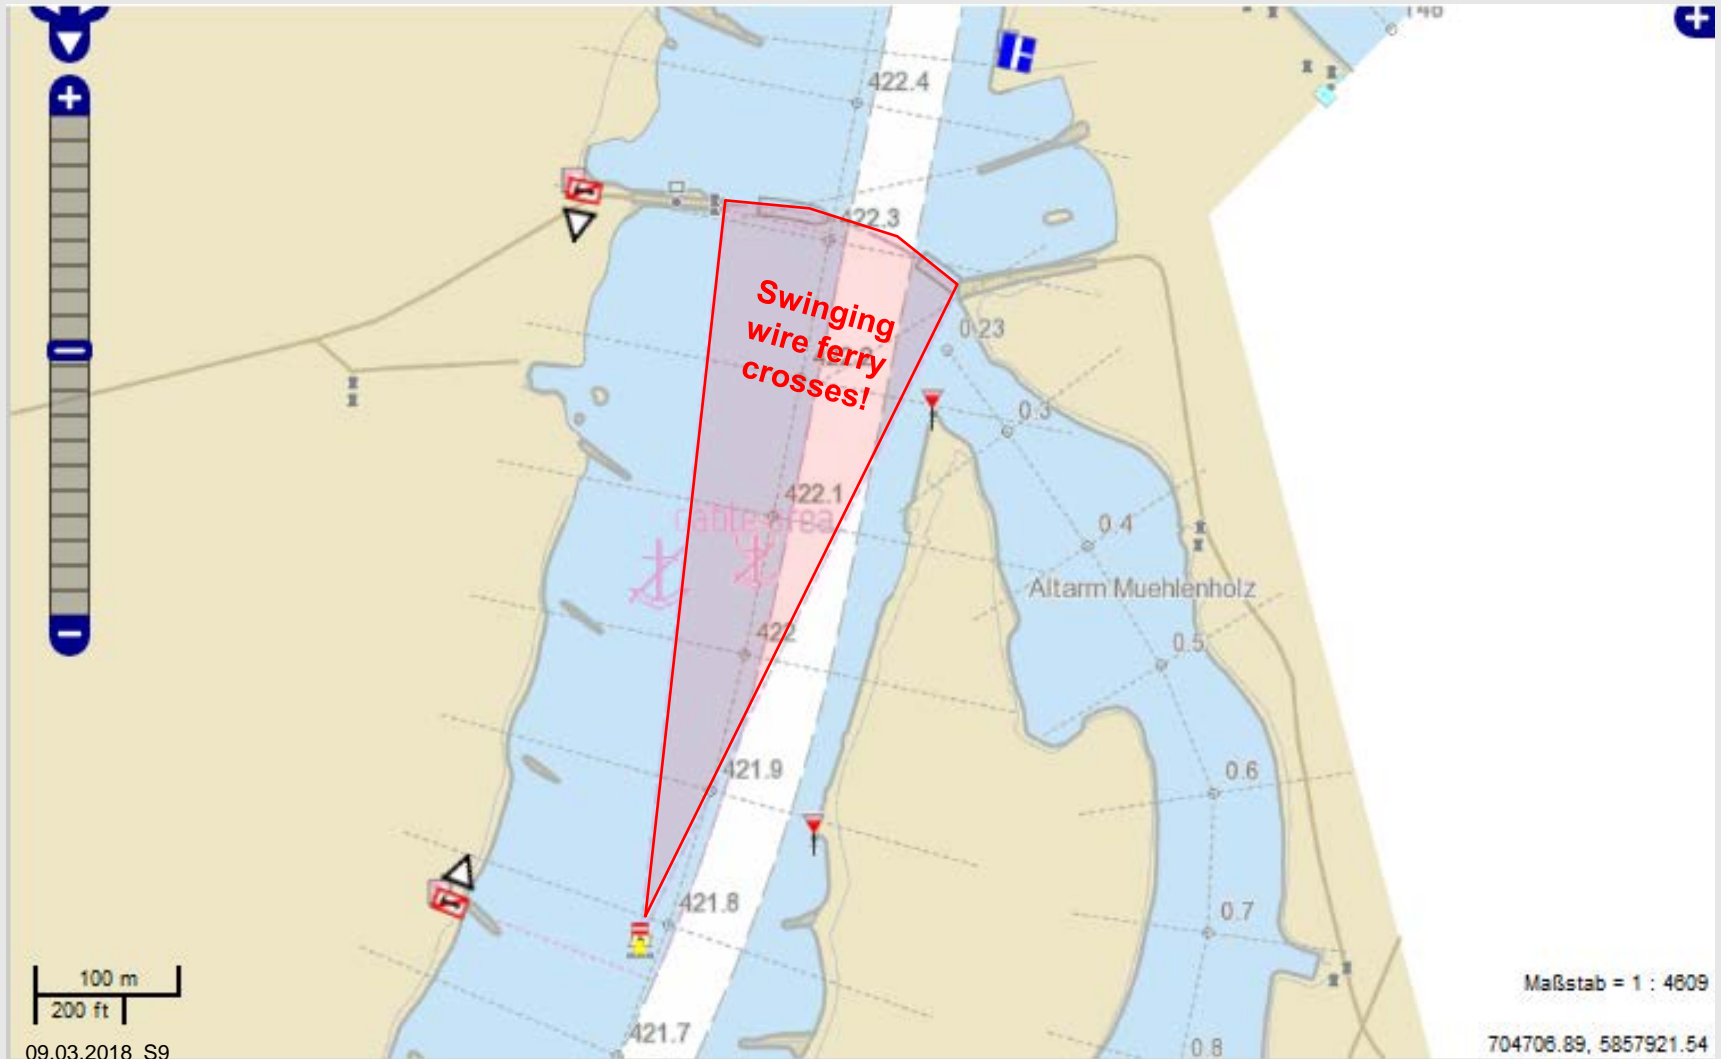 422.4
422.3
Swinging
wire ferry
crosses!
0.23
0.3
422.1
cable area
0.4
Altarm Muehlenholz
422
0.5
421.9
0.6
421.8
0.7
100 m
200 ft
Maßstab = 1 : 4609
421.7
0.8
704706.89, 5857921.54
09.03.2018 S9